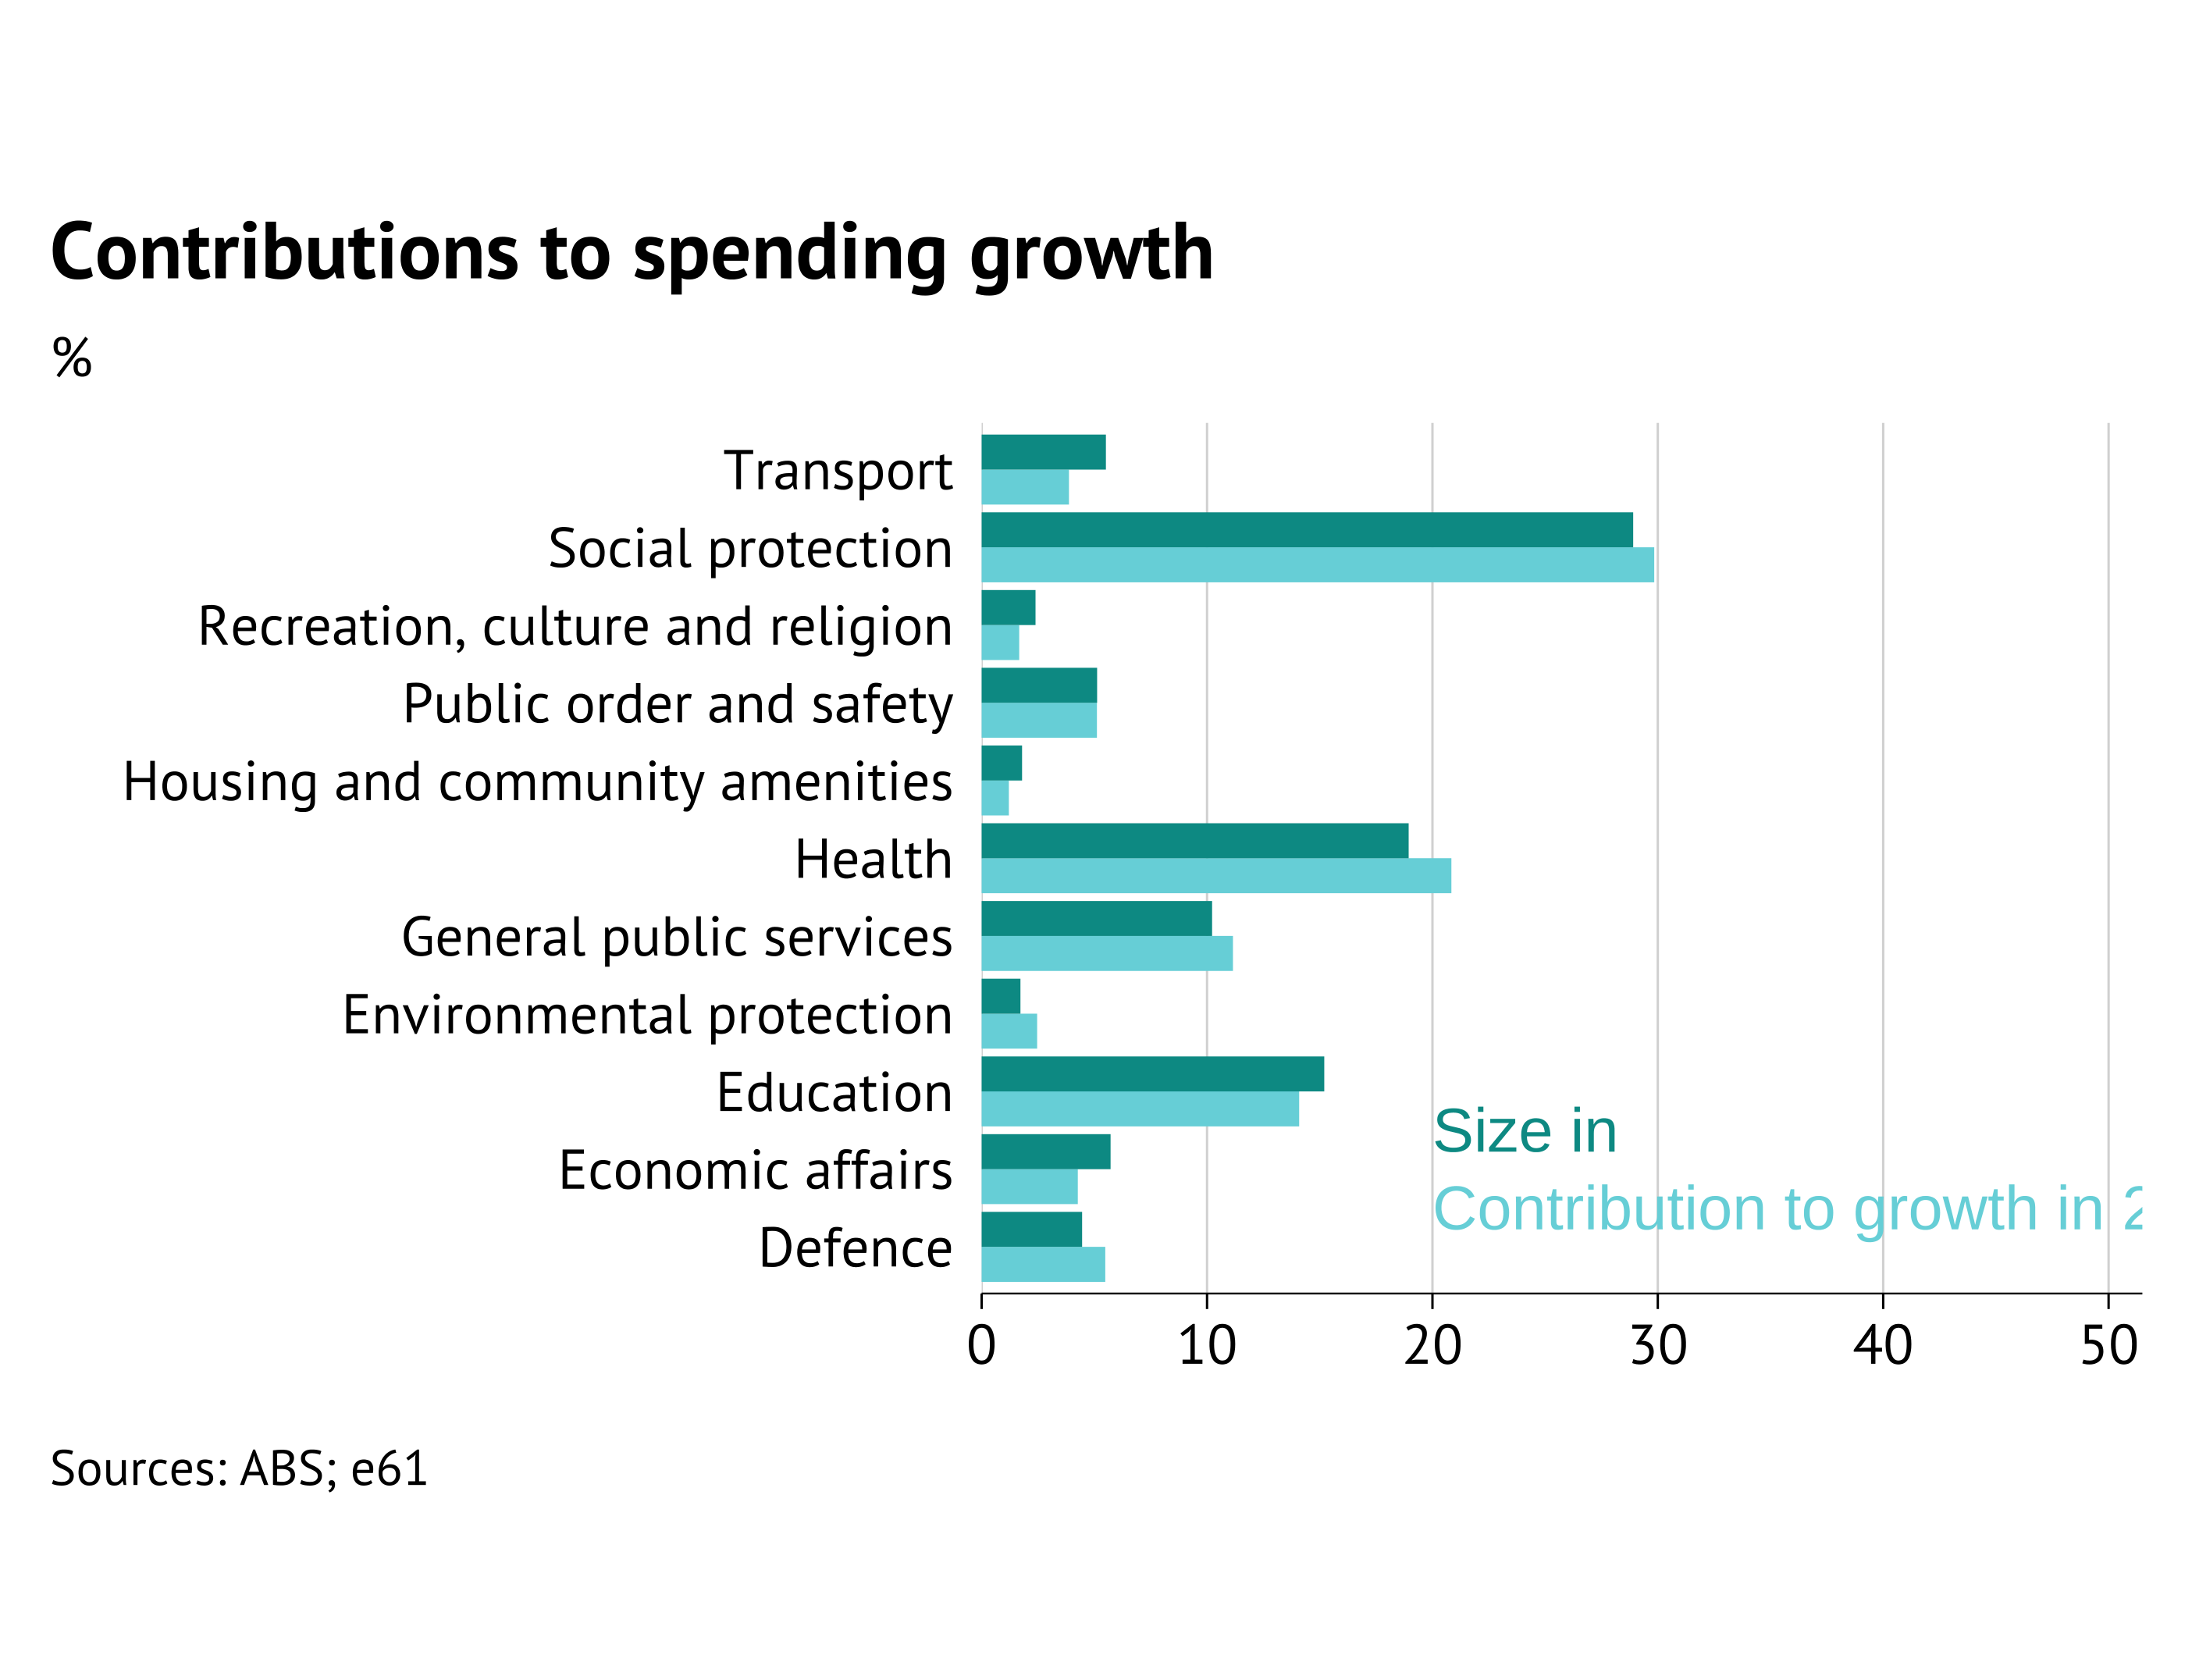 Contributions to spending growth
%
Transport
Social protection
Recreation, culture and religion
Public order and safety
Housing and community amenities
Health
General public services
Environmental protection
Education
Economic affairs
Defence
Size in
Contribution to growth in
0 10 20 30 40 50
Sources: ABS; e61